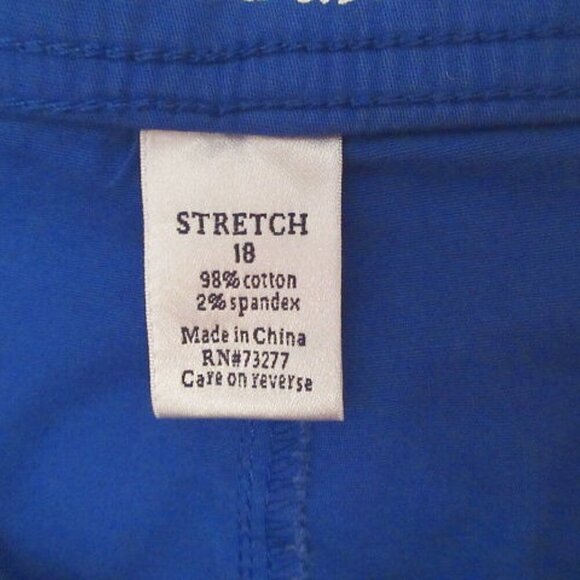 STRETCH
18
98% cotton
2% spandex
Made in China
RN#73277
Care on reverse